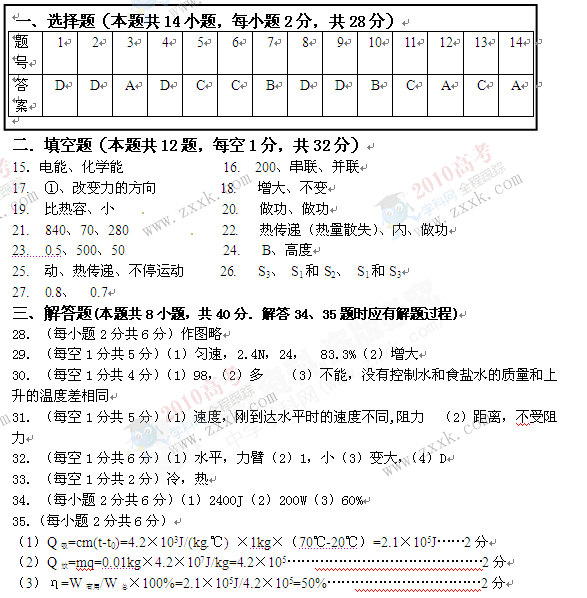 一、选择题（本题共14小题，每小题2分，共28分）
题号 1 2 3 4 5 6 7 8 9 10 11 12 13 14
答案 D D A D C C B D D B C A C A
二．填空题（本题共12题，每空1分，共32分）
15. 电能、化学能 16. 200、串联、并联
17. ①、改变力的方向 18. 增大、不变
19. 比热容、小 20. 做功、做功
21. 840、70、280 22. 热传递（热量散失）、内、做功
23. 0.5、500、50 24. B、高度
25. 动、热传递、不停运动 26. S3、 S1和S2、 S1和S3
27. 0.8、 0.7
三、解答题(本题共8小题，共40分．解答34、35题时应有解题过程)
28. （每小题2分共6分）作图略
29. （每空1分共5分）（1）匀速，2.4N，24， 83.3%（2）增大
30. （每空1分共4分）（1）98，（2）多 （3）不能，没有控制水和食盐水的质量和上
升的温度差相同
31. （每空1分共5分）（1）速度，刚到达水平时的速度不同,阻力 （2）距离，不受阻
力
32. （每空1分共6分）（1）水平，力臂（2）1，小（3）变大，(4）D
33. （每空1分共2分）冷，热
34. （每小题2分共6分）（1）2400J（2）200W（3）60%
35.（每小题2分共6分）
（1）Q吸=cm(t-t0)=4.2×10³J/(kg.℃) ×1kg×（70℃-20℃）=2.1×10⁵J……2分
（2）Q放=mq=0.01kg×4.2×10⁷J/kg=4.2×10⁵……………………………2分
（3） η=W有用/W总×100%=2.1×10⁵J/4.2×10⁵=50%……………………2分
2010高考
学科网 全程跟踪
www.zxxk.com